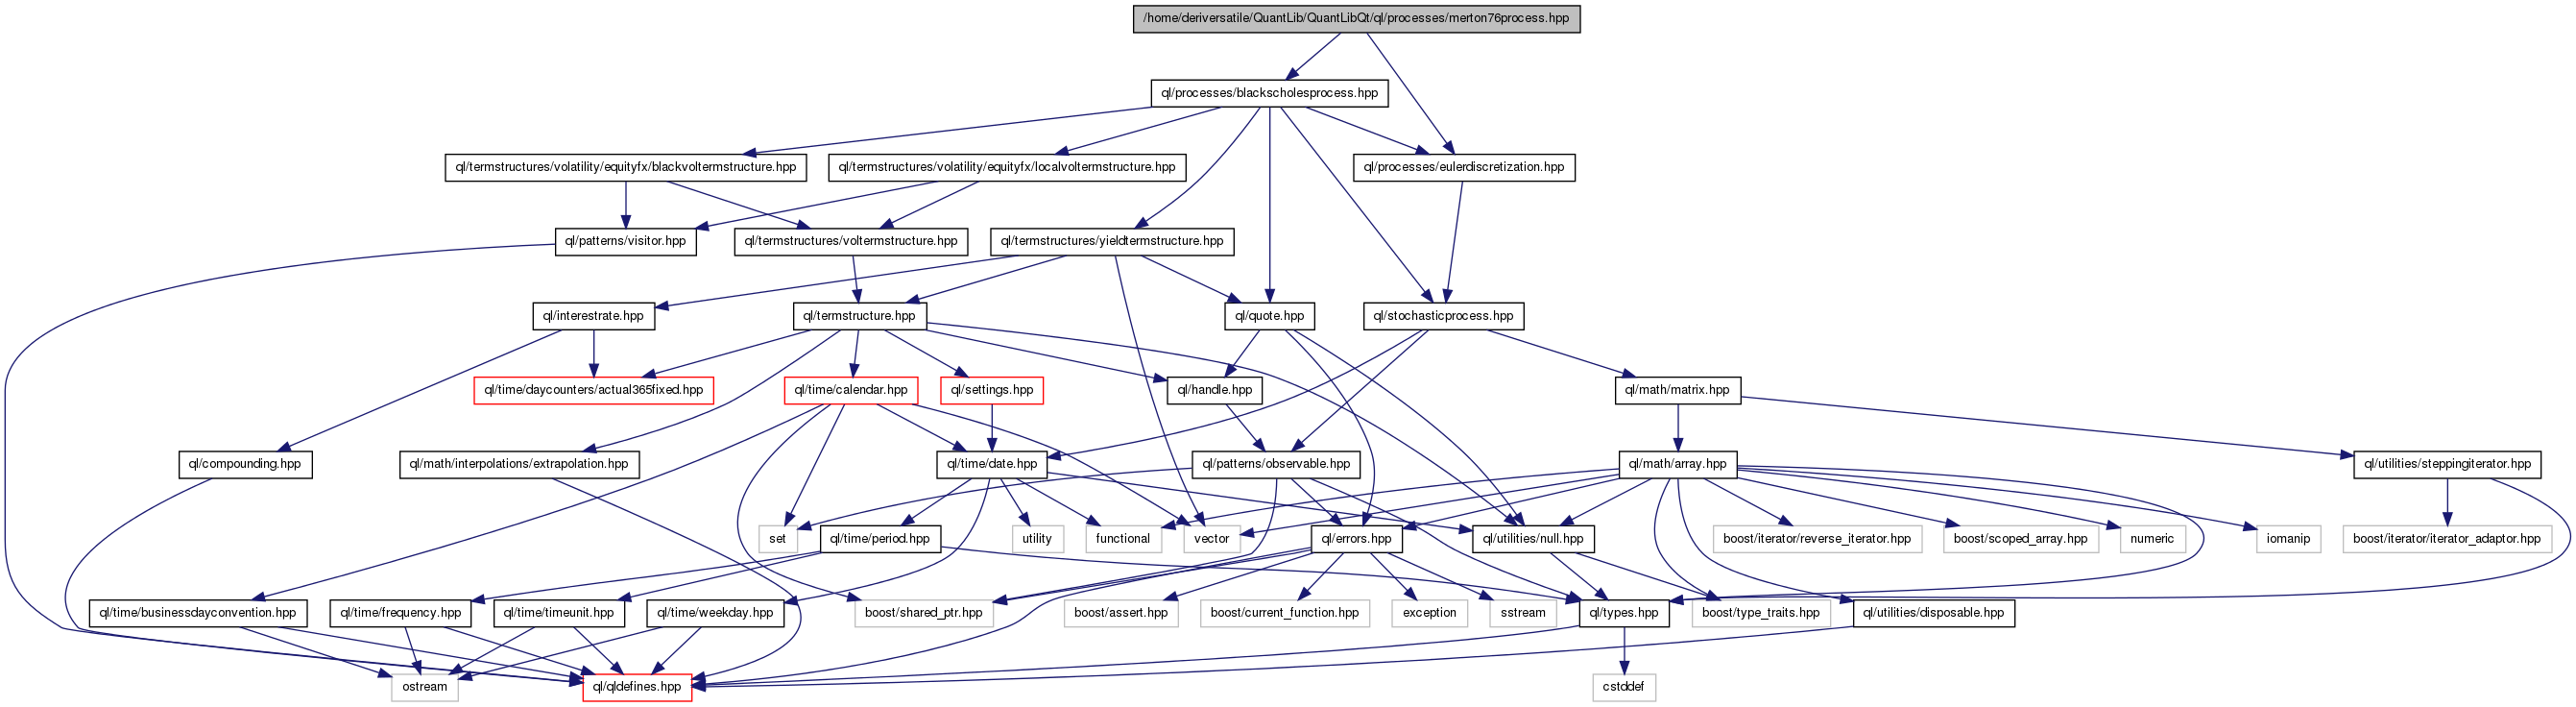 /home/deriversatile/QuantLib/QuantLibQt/ql/processes/merton76process.hpp
ql/processes/blackscholesprocess.hpp
ql/termstructures/volatility/equityfx/blackvoltermstructure.hpp
ql/termstructures/volatility/equityfx/localvoltermstructure.hpp
ql/processes/eulerdiscretization.hpp
ql/patterns/visitor.hpp
ql/termstructures/voltermstructure.hpp
ql/termstructures/yieldtermstructure.hpp
ql/interestrate.hpp
ql/termstructure.hpp
ql/quote.hpp
ql/stochasticprocess.hpp
ql/time/daycounters/actual365fixed.hpp
ql/time/calendar.hpp
ql/settings.hpp
ql/handle.hpp
ql/math/matrix.hpp
ql/compounding.hpp
ql/math/interpolations/extrapolation.hpp
ql/time/date.hpp
ql/patterns/observable.hpp
ql/math/array.hpp
ql/utilities/steppingiterator.hpp
set
ql/time/period.hpp
utility
functional
vector
ql/errors.hpp
ql/utilities/null.hpp
boost/iterator/reverse_iterator.hpp
boost/scoped_array.hpp
numeric
iomanip
boost/iterator/iterator_adaptor.hpp
ql/time/businessdayconvention.hpp
ql/time/frequency.hpp
ql/time/timeunit.hpp
ql/time/weekday.hpp
boost/shared_ptr.hpp
boost/assert.hpp
boost/current_function.hpp
exception
sstream
ql/types.hpp
boost/type_traits.hpp
ql/utilities/disposable.hpp
ostream
ql/qldefines.hpp
cstddef